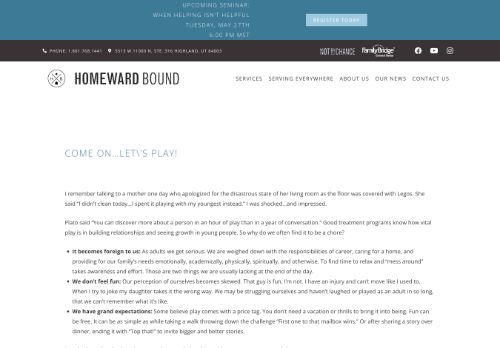 UPCOMING SEMINAR:
WHEN HELPING ISN'T HELPFUL
TUESDAY, MAY 27TH
6:00 PM MST
REGISTER TODAY
PHONE: 1.801.768.1441
5513 W 11000 N, STE. 316 HIGHLAND, UT 84003
NOT BY CHANCE
FamilyBridge
HOMEWARD BOUND
SERVICES SERVING EVERYWHERE ABOUT US OUR NEWS CONTACT US
COME ON...LET\'S PLAY!
I remember talking to a mother one day who apologized for the disastrous state of her living room as the floor was covered with Legos. She
said "I didn't clean today...I spent it playing with my youngest instead." I was shocked...and impressed.
Plato said "You can discover more about a person in an hour of play than in a year of conversation." Good treatment programs know how vital
play is in building relationships and seeing growth in young people. So why do we often find it to be a chore?
It becomes foreign to us: As adults we get serious. We are weighed down with the responsibilities of career, caring for a home, and
providing for our family's needs emotionally, academically, physically, spiritually, and otherwise. To find time to relax and "mess around"
takes awareness and effort. Those are two things we are usually lacking at the end of the day.
We don't feel fun: Our perception of ourselves becomes skewed. That guy is fun, I'm not. I have an injury and can't move like I used to.
When I try to joke my daughter takes it the wrong way. We may be struggling ourselves and haven't laughed or played as an adult in so long,
that we can't remember what it's like.
We have grand expectations: Some believe play comes with a price tag. You don't need a vacation or thrills to bring it into being. Fun can
be free. It can be as simple as while taking a walk throwing down the challenge "First one to that mailbox wins." Or after sharing a story over
dinner, ending it with "Top that!" to invite bigger and better stories.